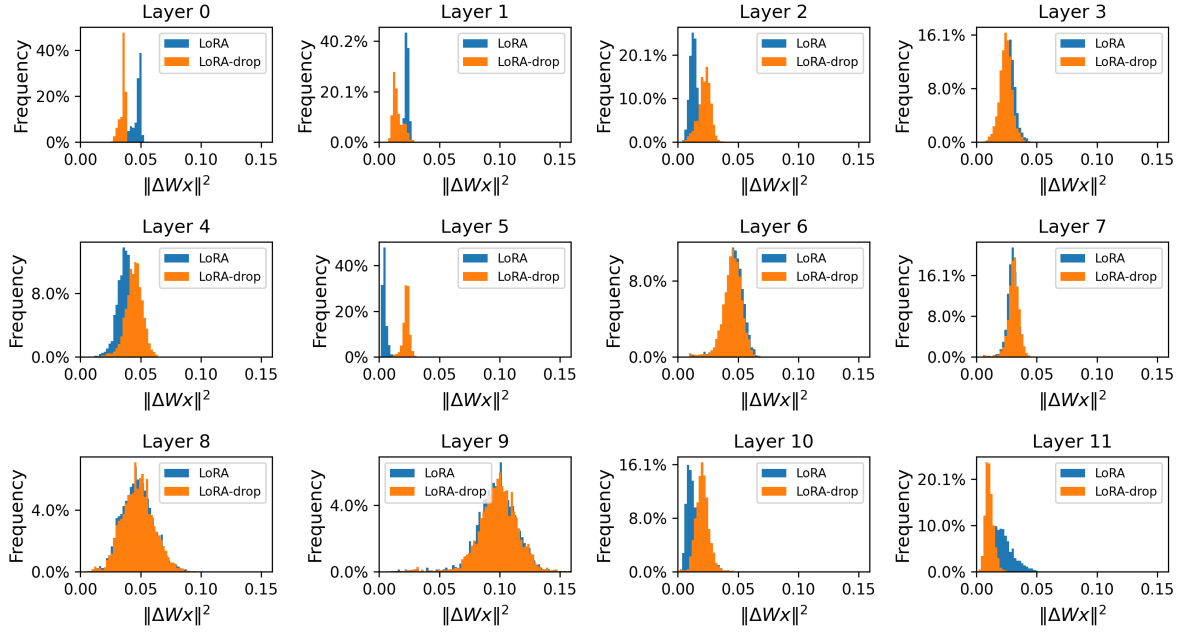 Layer 0
Frequency
40%
20%
0%
0.00 0.05 0.10 0.15
‖ΔWx‖²
LoRA
LoRA-drop
Layer 1
Frequency
40.2%
20.1%
0.0%
0.00 0.05 0.10 0.15
‖ΔWx‖²
LoRA
LoRA-drop
Layer 2
Frequency
20.1%
10.0%
0.0%
0.00 0.05 0.10 0.15
‖ΔWx‖²
LoRA
LoRA-drop
Layer 3
Frequency
16.1%
8.0%
0.0%
0.00 0.05 0.10 0.15
‖ΔWx‖²
LoRA
LoRA-drop
Layer 4
Frequency
8.0%
0.0%
0.00 0.05 0.10 0.15
‖ΔWx‖²
LoRA
LoRA-drop
Layer 5
Frequency
40%
20%
0%
0.00 0.05 0.10 0.15
‖ΔWx‖²
LoRA
LoRA-drop
Layer 6
Frequency
8.0%
0.0%
0.00 0.05 0.10 0.15
‖ΔWx‖²
LoRA
LoRA-drop
Layer 7
Frequency
16.1%
8.0%
0.0%
0.00 0.05 0.10 0.15
‖ΔWx‖²
LoRA
LoRA-drop
Layer 8
Frequency
4.0%
0.0%
0.00 0.05 0.10 0.15
‖ΔWx‖²
LoRA
LoRA-drop
Layer 9
Frequency
4.0%
0.0%
0.00 0.05 0.10 0.15
‖ΔWx‖²
LoRA
LoRA-drop
Layer 10
Frequency
16.1%
8.0%
0.0%
0.00 0.05 0.10 0.15
‖ΔWx‖²
LoRA
LoRA-drop
Layer 11
Frequency
20.1%
10.0%
0.0%
0.00 0.05 0.10 0.15
‖ΔWx‖²
LoRA
LoRA-drop